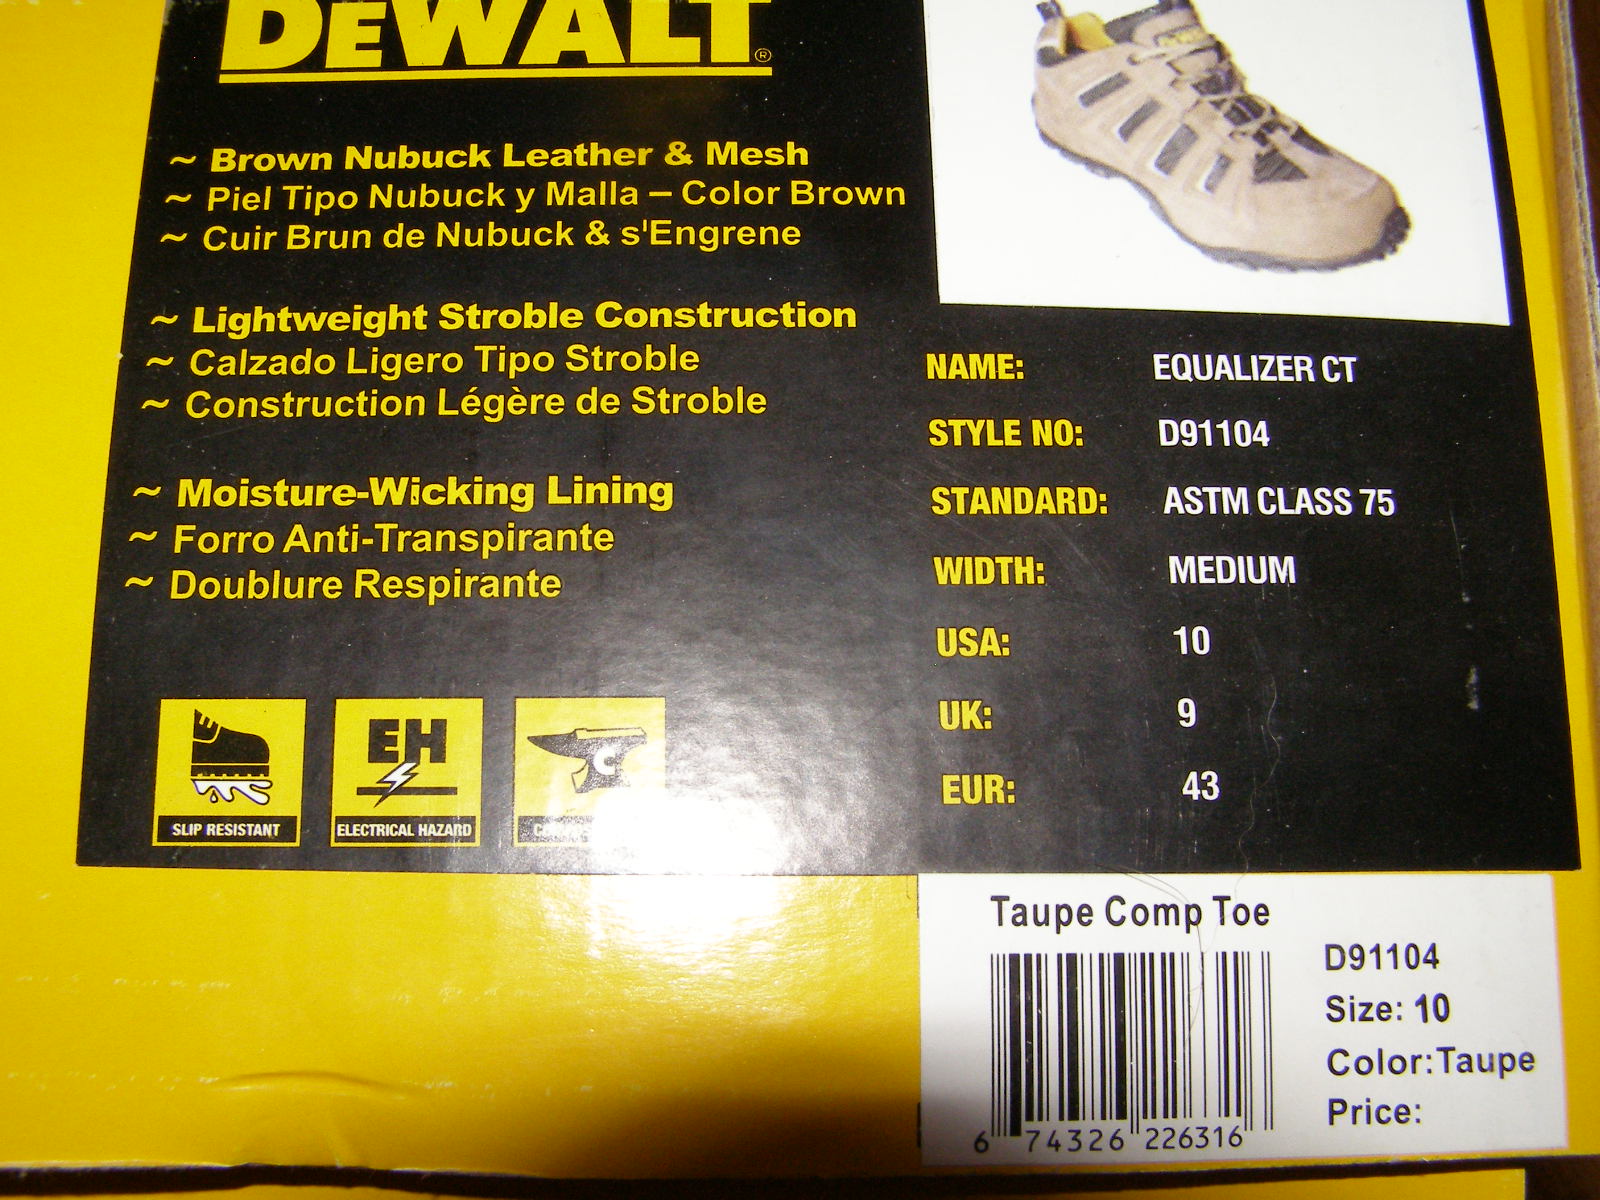 DEWALT®
~ Brown Nubuck Leather & Mesh
~ Piel Tipo Nubuck y Malla – Color Brown
~ Cuir Brun de Nubuck & s'Engrene
~ Lightweight Stroble Construction
~ Calzado Ligero Tipo Stroble
~ Construction Légère de Stroble
~ Moisture-Wicking Lining
~ Forro Anti-Transpirante
~ Doublure Respirante
EH
C
SLIP RESISTANT
ELECTRICAL HAZARD
NAME: EQUALIZER CT
STYLE NO: D91104
STANDARD: ASTM CLASS 75
WIDTH: MEDIUM
USA: 10
UK: 9
EUR: 43
Taupe Comp Toe
D91104
Size: 10
Color:Taupe
Price:
6 74326 226316